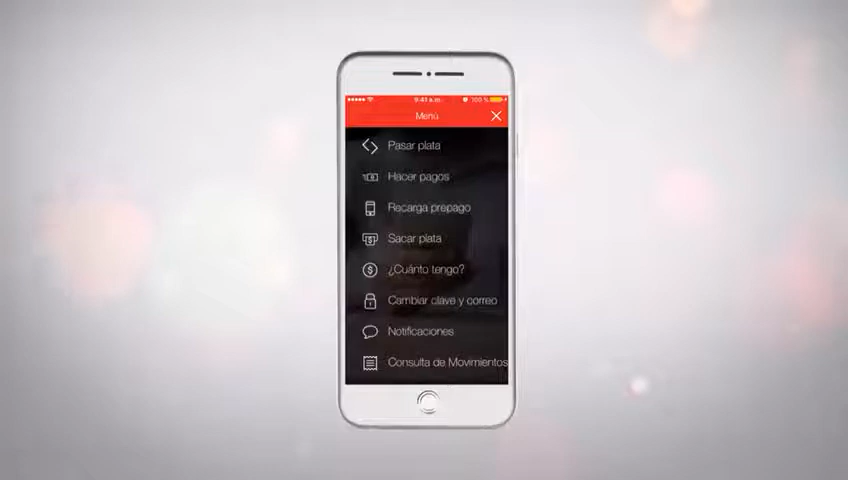 9:41 a.m.
100 %
Menú
Pasar plata
Hacer pagos
Recarga prepago
Sacar plata
¿Cuánto tengo?
Cambiar clave y correo
Notificaciones
Consulta de Movimientos